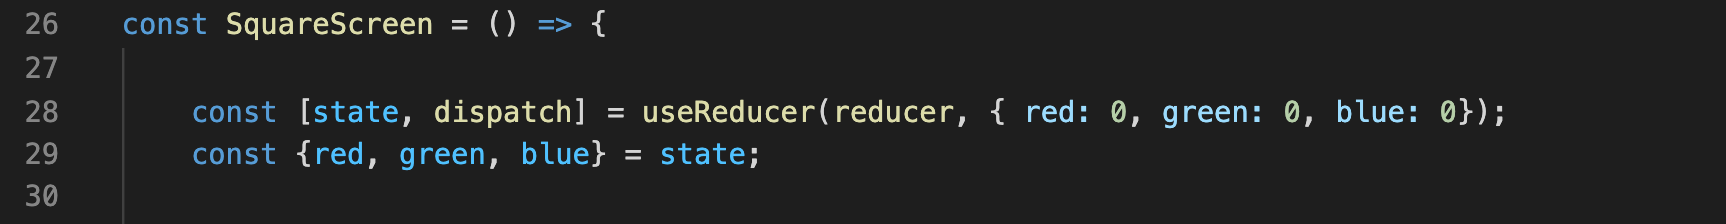 26 const SquareScreen = () => {
27
28 const [state, dispatch] = useReducer(reducer, { red: 0, green: 0, blue: 0});
29 const {red, green, blue} = state;
30